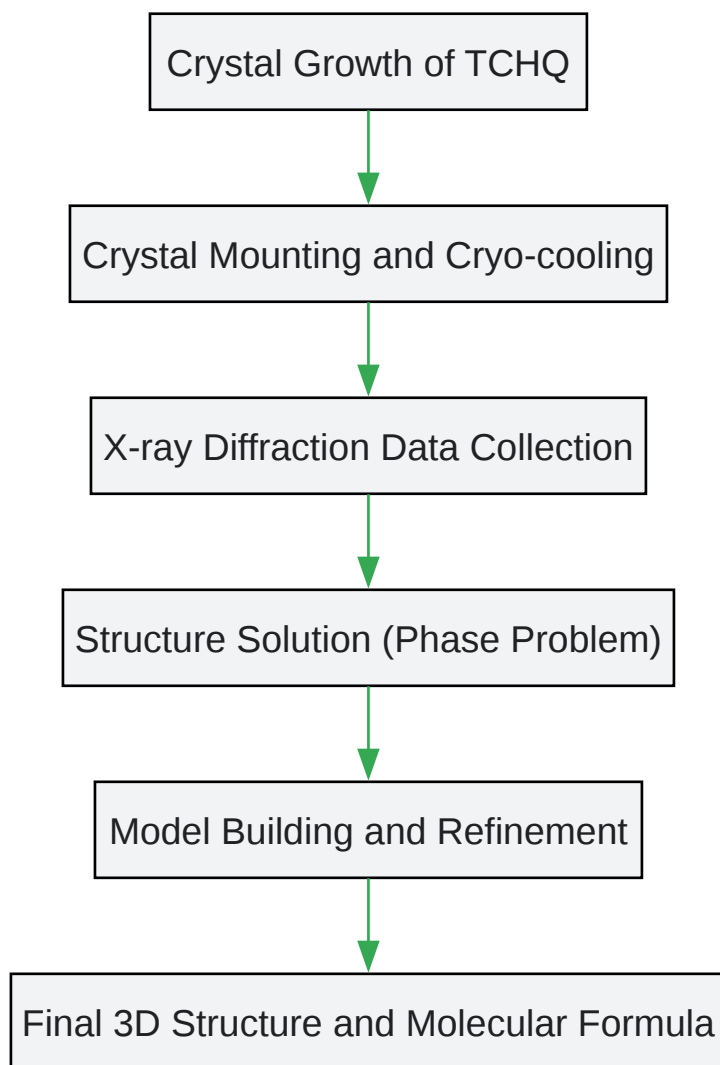 Crystal Growth of TCHQ
Crystal Mounting and Cryo-cooling
X-ray Diffraction Data Collection
Structure Solution (Phase Problem)
Model Building and Refinement
Final 3D Structure and Molecular Formula